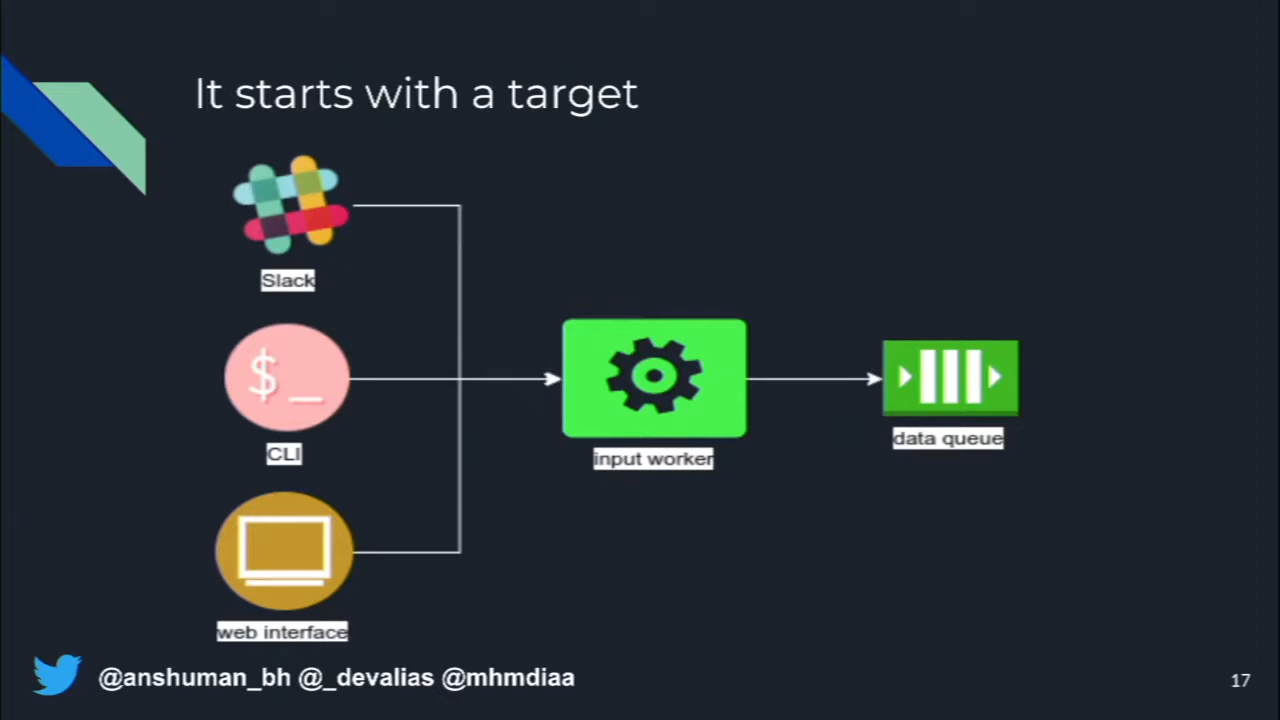 It starts with a target
Slack
$_
CLI
input worker
data queue
web interface
@anshuman_bh @_devalias @mhmdiaa
17